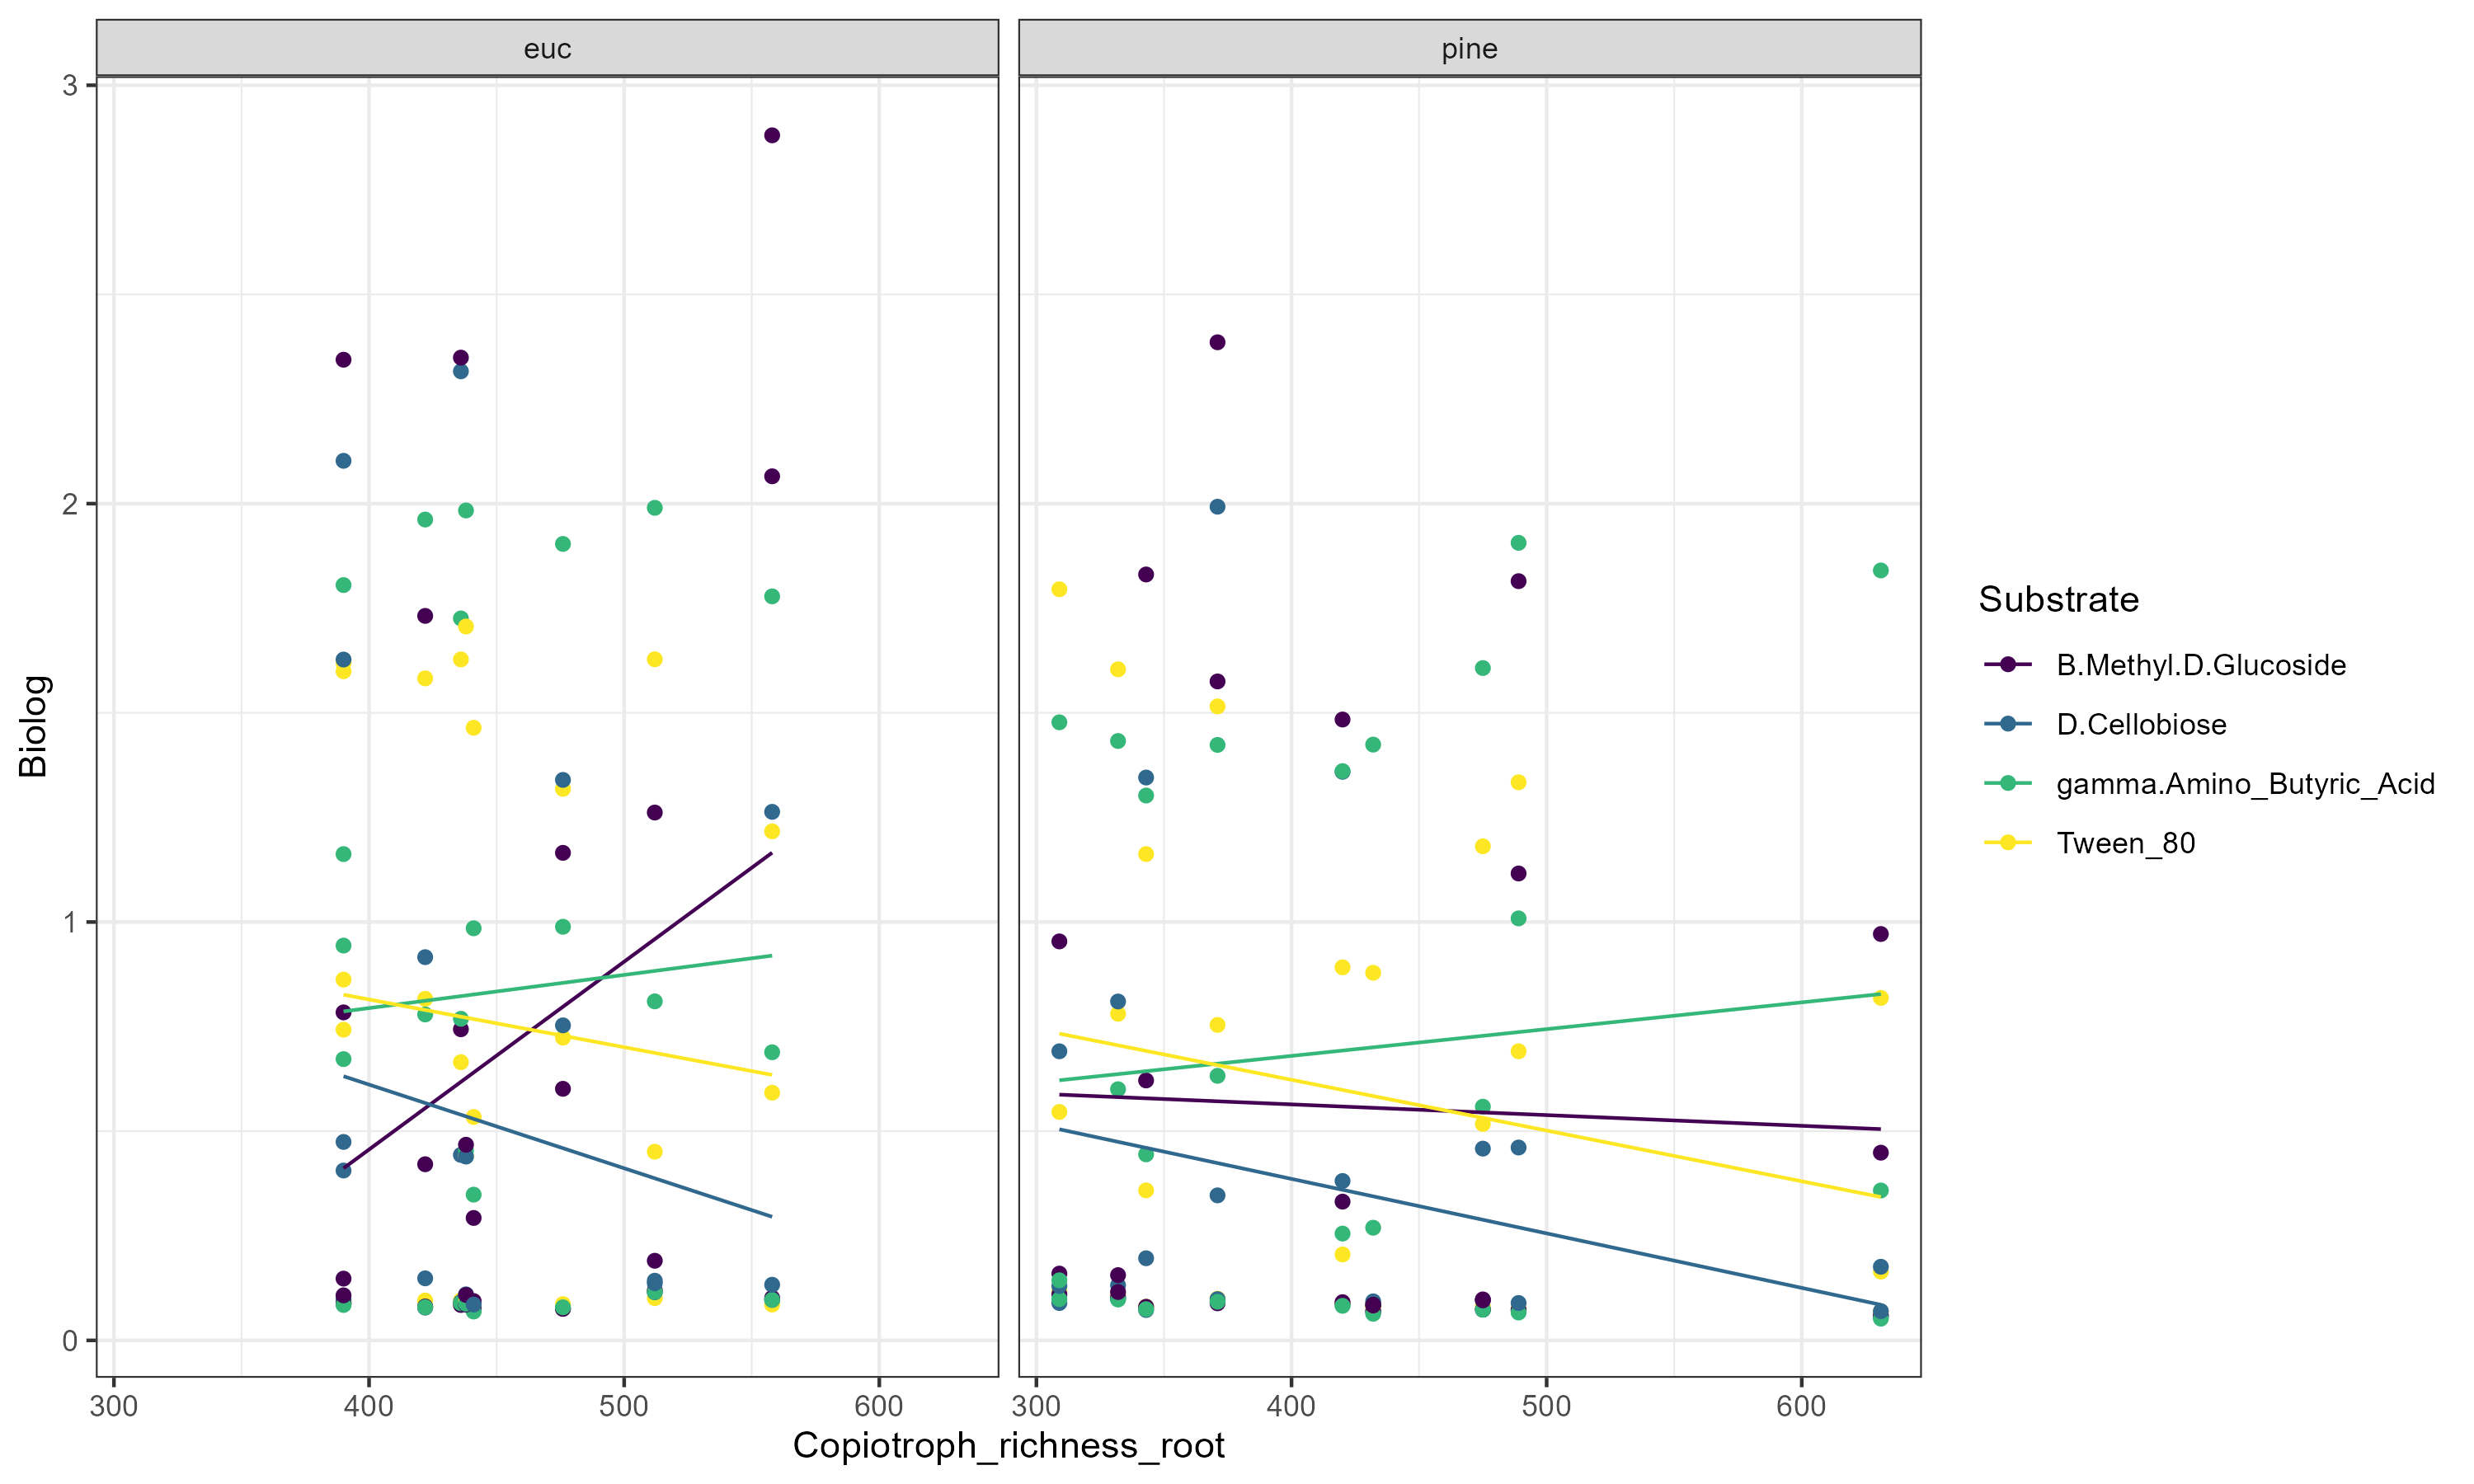 euc
pine
3
2
1
0
Biolog
300 400 500 600
300 400 500 600
Copiotroph_richness_root
Substrate
B.Methyl.D.Glucoside
D.Cellobiose
gamma.Amino_Butyric_Acid
Tween_80